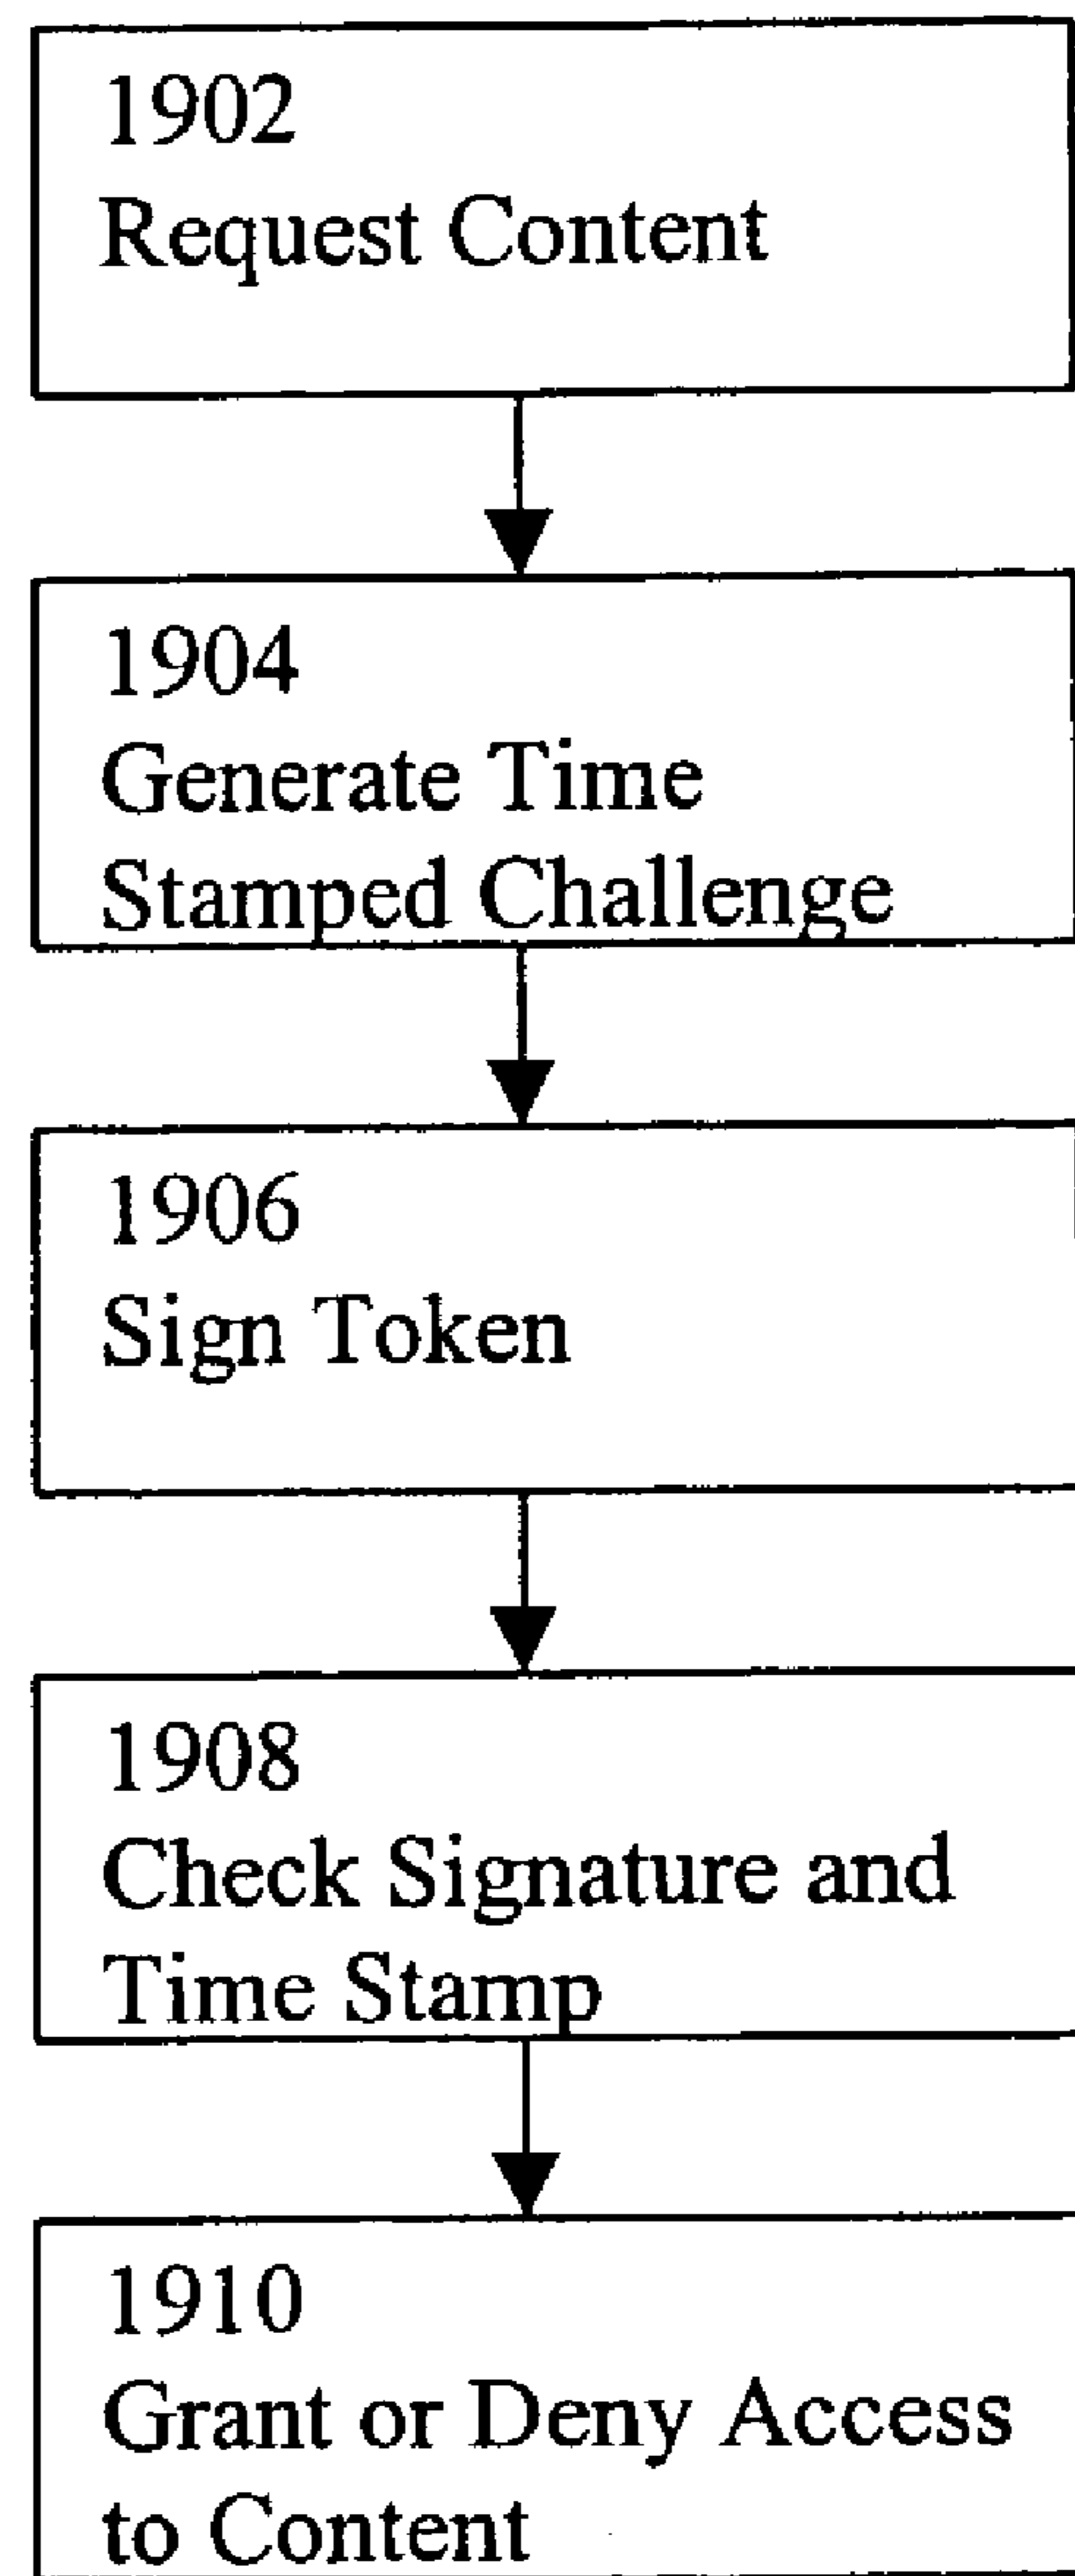 1902
Request Content
1904
Generate Time
Stamped Challenge
1906
Sign Token
1908
Check Signature and
Time Stamp
1910
Grant or Deny Access
to Content